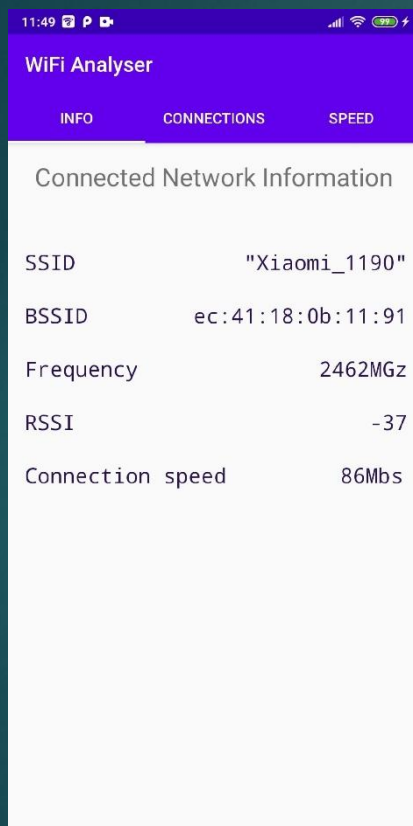 11:49 P 99
WiFi Analyser
INFO CONNECTIONS SPEED
Connected Network Information
SSID "Xiaomi_1190"
BSSID ec:41:18:0b:11:91
Frequency 2462MGz
RSSI -37
Connection speed 86Mbs